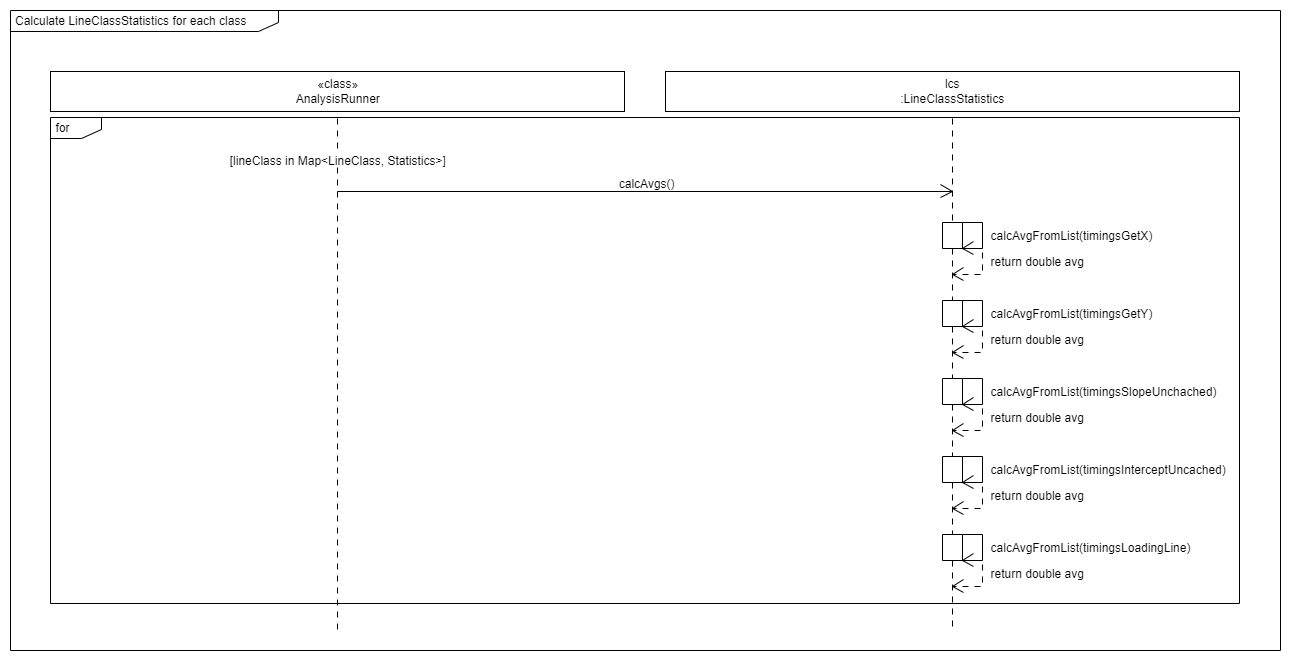 Calculate LineClassStatistics for each class
«class»
AnalysisRunner
lcs
:LineClassStatistics
for
[lineClass in Map<LineClass, Statistics>]
calcAvgs()
calcAvgFromList(timingsGetX)
return double avg
calcAvgFromList(timingsGetY)
return double avg
calcAvgFromList(timingsSlopeUnchached)
return double avg
calcAvgFromList(timingsInterceptUncached)
return double avg
calcAvgFromList(timingsLoadingLine)
return double avg